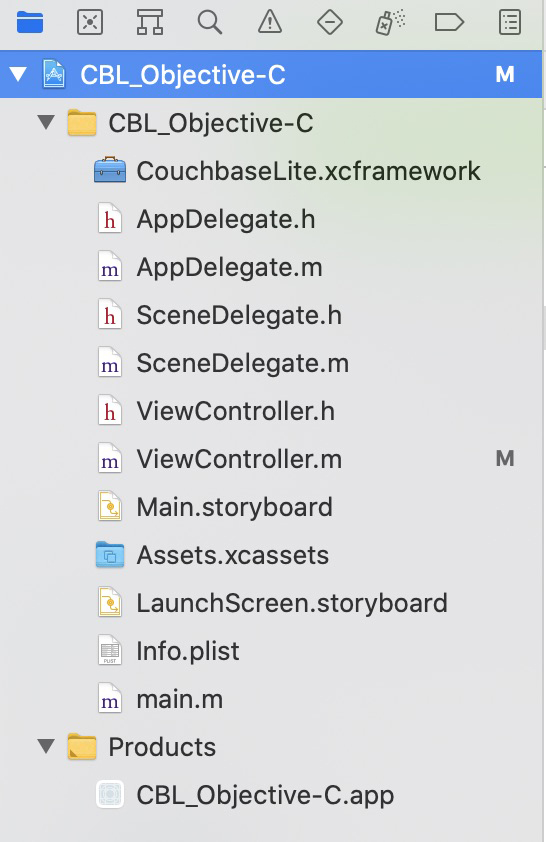 CBL_Objective-C M
CBL_Objective-C
CouchbaseLite.xcframework
h AppDelegate.h
m AppDelegate.m
h SceneDelegate.h
m SceneDelegate.m
h ViewController.h
m ViewController.m M
Main.storyboard
Assets.xcassets
LaunchScreen.storyboard
PLIST Info.plist
m main.m
Products
CBL_Objective-C.app